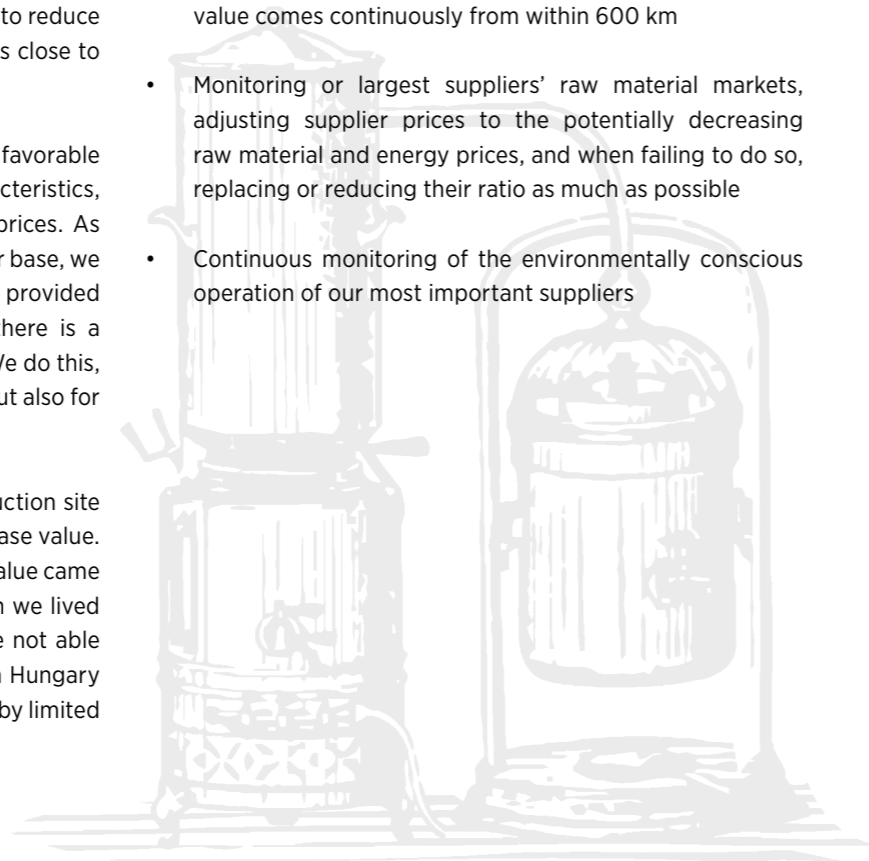 to reduce
s close to
favorable
cteristics,
prices. As
r base, we
provided
here is a
We do this,
ut also for
uction site
ase value.
alue came
n we lived
e not able
n Hungary
by limited
value comes continuously from within 600 km
• Monitoring or largest suppliers’ raw material markets,
adjusting supplier prices to the potentially decreasing
raw material and energy prices, and when failing to do so,
replacing or reducing their ratio as much as possible
• Continuous monitoring of the environmentally conscious
operation of our most important suppliers